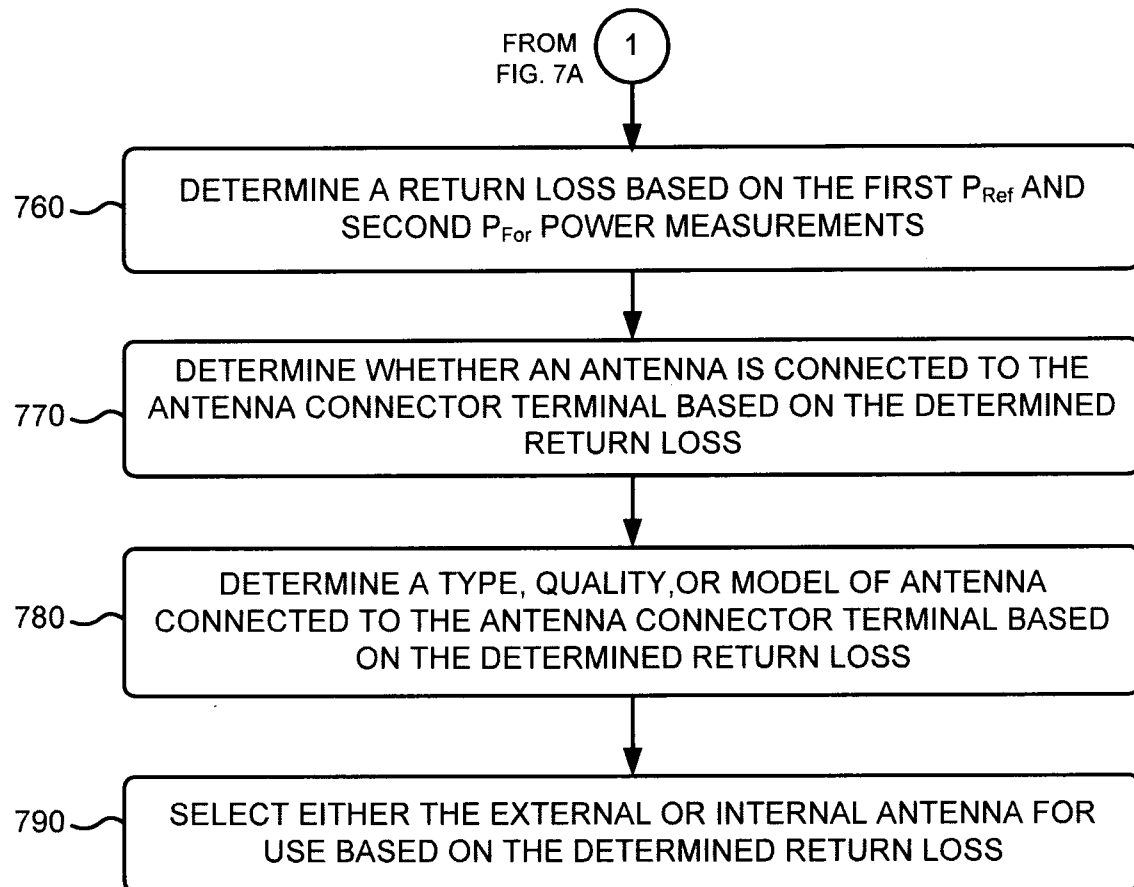 FROM
FIG. 7A
1
760
DETERMINE A RETURN LOSS BASED ON THE FIRST PRef AND
SECOND PFor POWER MEASUREMENTS
770
DETERMINE WHETHER AN ANTENNA IS CONNECTED TO THE
ANTENNA CONNECTOR TERMINAL BASED ON THE DETERMINED
RETURN LOSS
780
DETERMINE A TYPE, QUALITY,OR MODEL OF ANTENNA
CONNECTED TO THE ANTENNA CONNECTOR TERMINAL BASED
ON THE DETERMINED RETURN LOSS
790
SELECT EITHER THE EXTERNAL OR INTERNAL ANTENNA FOR
USE BASED ON THE DETERMINED RETURN LOSS